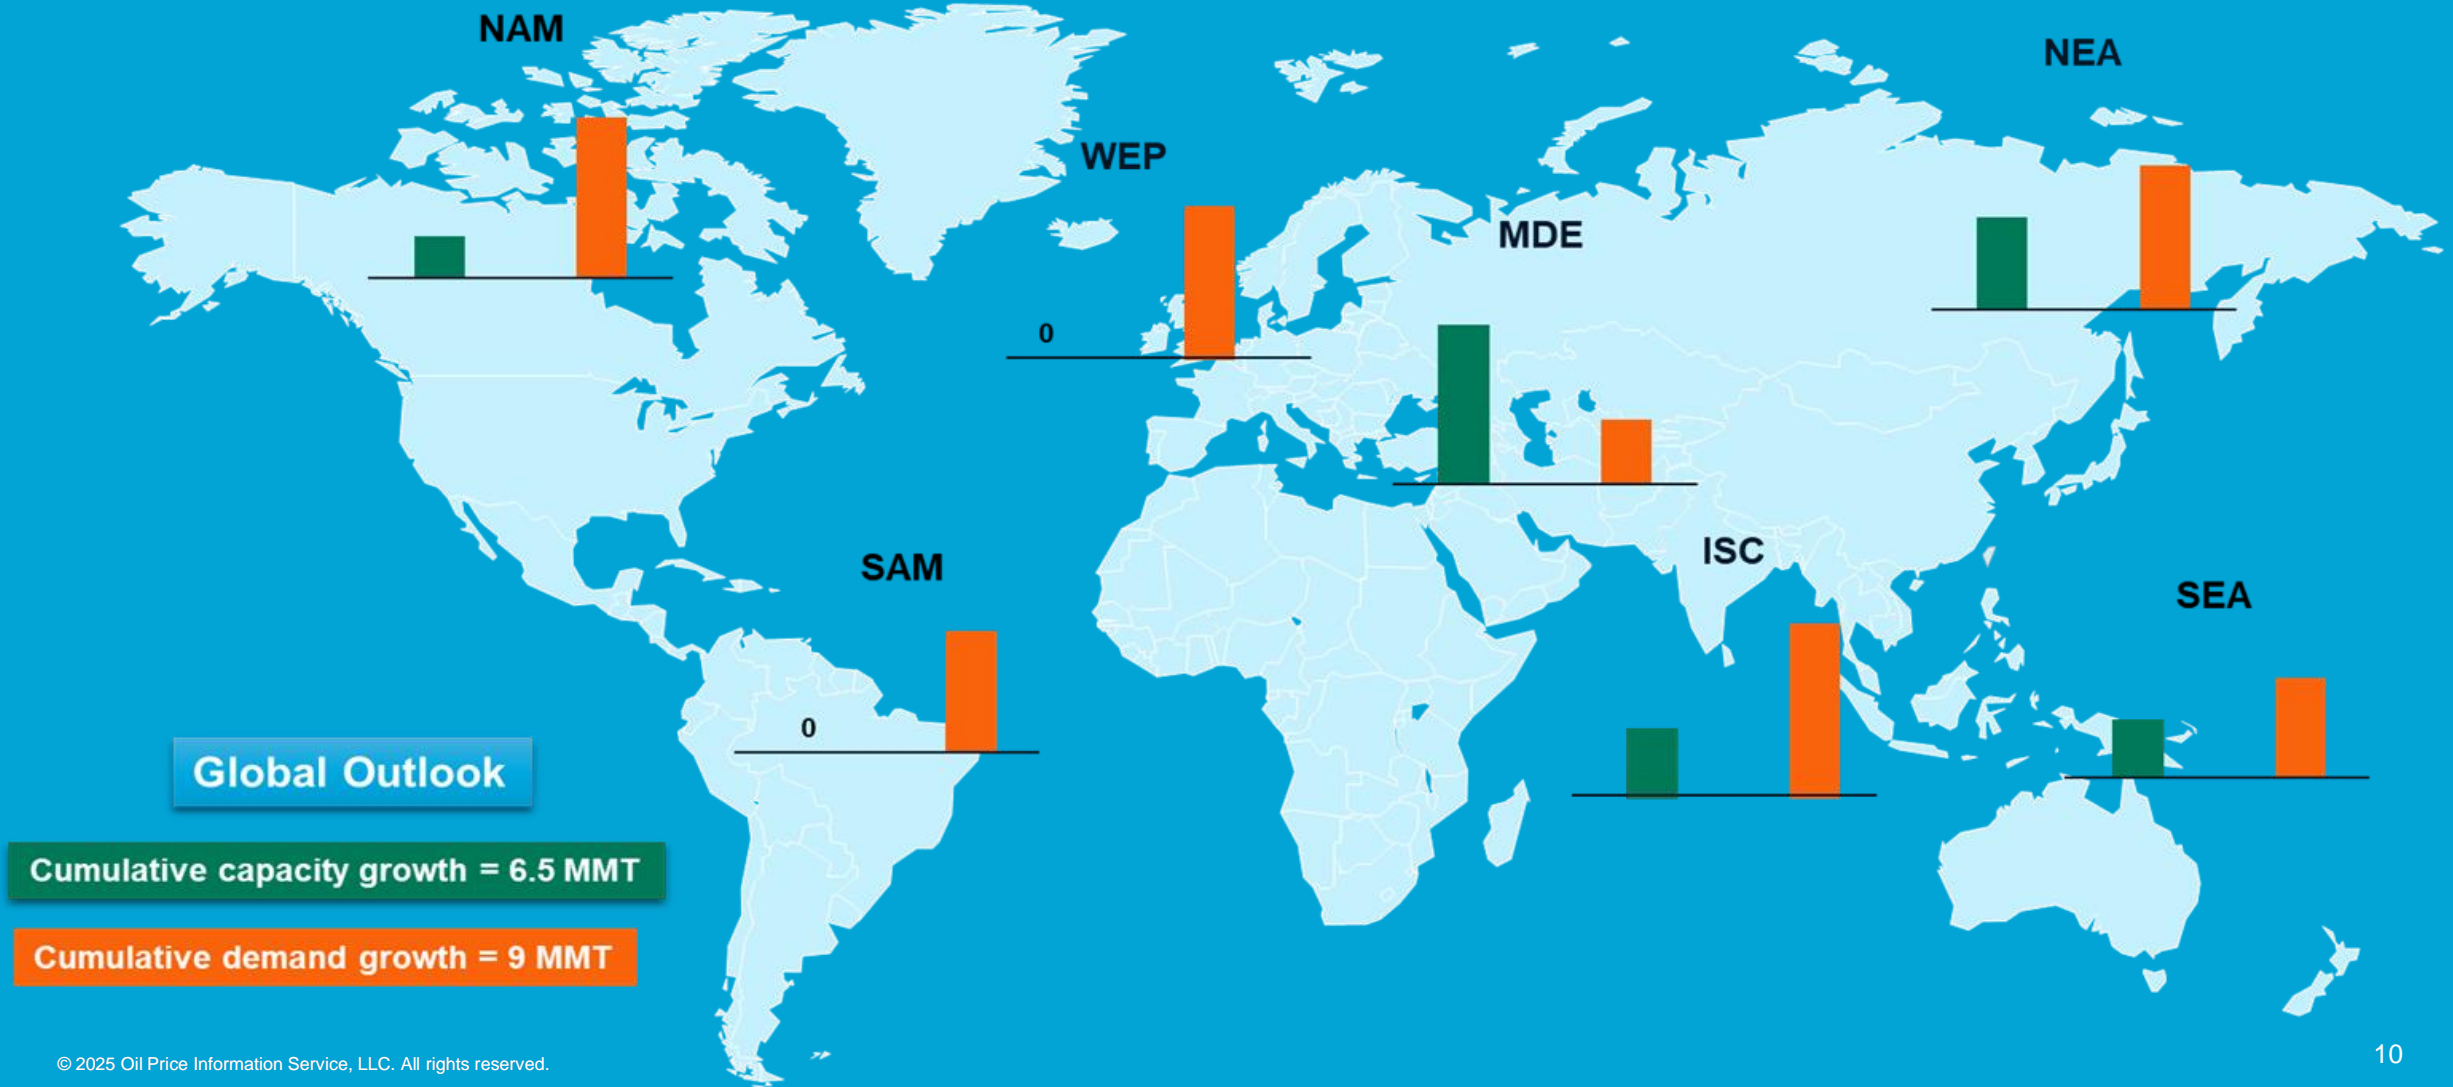 NAM
NEA
WEP
MDE
0
ISC
SAM
SEA
0
Global Outlook
Cumulative capacity growth = 6.5 MMT
Cumulative demand growth = 9 MMT
© 2025 Oil Price Information Service, LLC. All rights reserved.
10